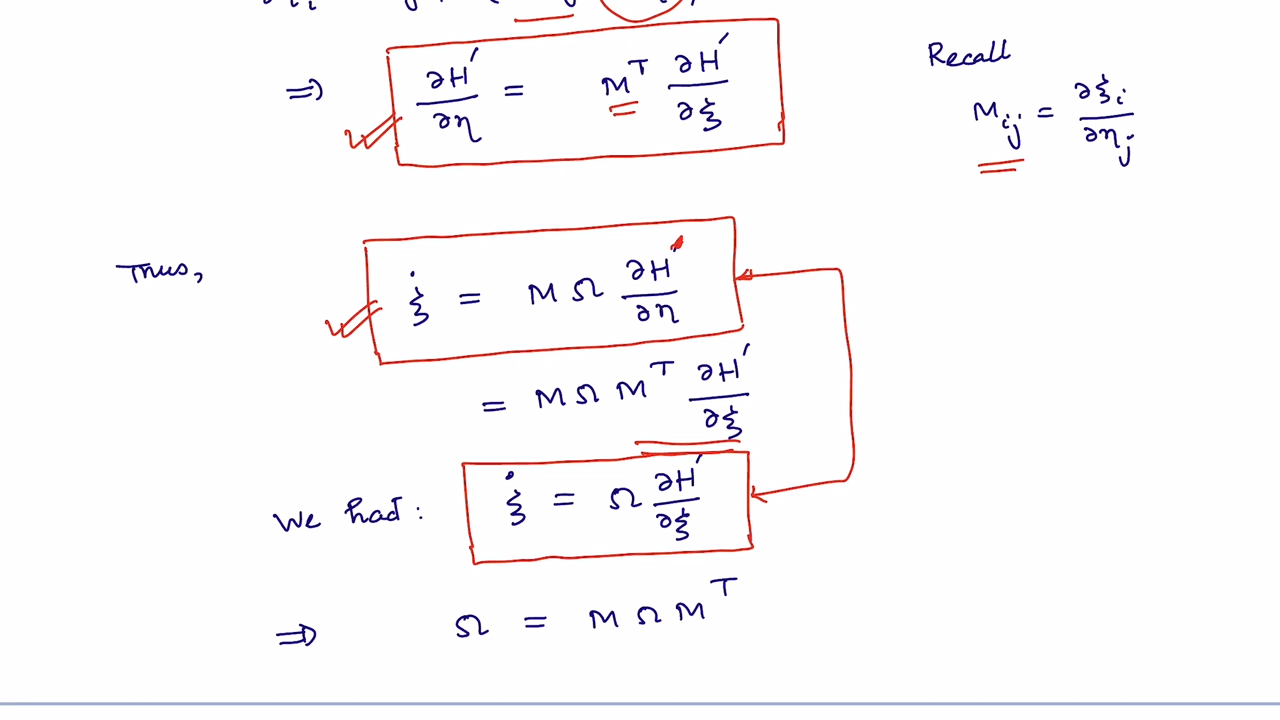 ⇒ ∂H′/∂η = Mᵀ ∂H′/∂ξ
Recall
Mᵢⱼ = ∂ξᵢ/∂ηⱼ
Thus,
ξ̇ = M Ω ∂H′/∂η
= M Ω Mᵀ ∂H′/∂ξ
We had: ξ̇ = Ω ∂H′/∂ξ
⇒ Ω = M Ω Mᵀ